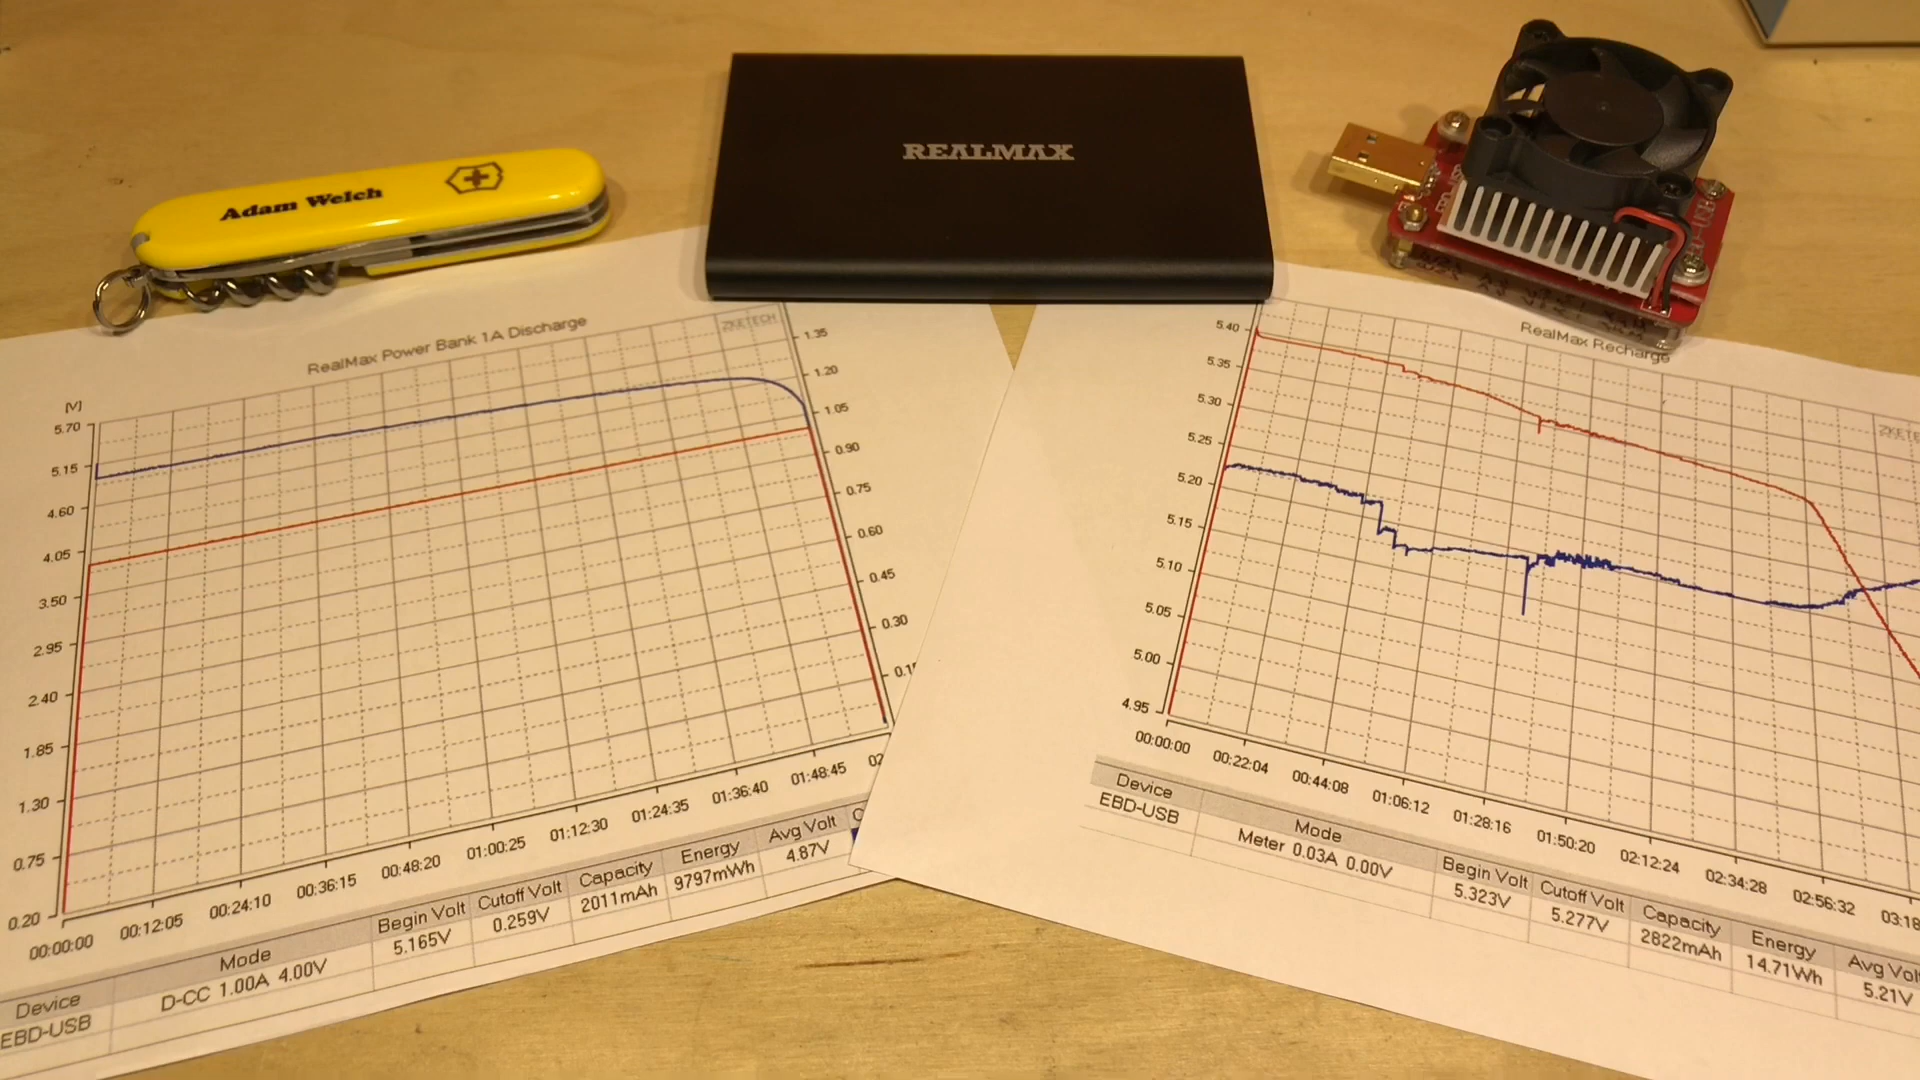 Adam Welch
REALMAX
RealMax Power Bank 1A Discharge
ZKETECH
[V]
5.70
5.15
4.60
4.05
3.50
2.95
2.40
1.85
1.30
0.75
0.20
1.35
1.20
1.05
0.90
0.75
0.60
0.45
0.30
00:00:00 00:12:05 00:24:10 00:36:15 00:48:20 01:00:25 01:12:30 01:24:35 01:36:40 01:48:45 02
Device Mode Begin Volt Cutoff Volt Capacity Energy Avg Volt C
EBD-USB D-CC 1.00A 4.00V 5.165V 0.259V 2011mAh 9797mWh 4.87V
RealMax Recharge
5.40
5.35
5.30
5.25
5.20
5.15
5.10
5.05
5.00
4.95
00:00:00 00:22:04 00:44:08 01:06:12 01:28:16 01:50:20 02:12:24 02:34:28 02:56:32 03:18
Device Mode Begin Volt Cutoff Volt Capacity Energy Avg Volt
EBD-USB Meter 0.03A 0.00V 5.323V 5.277V 2822mAh 14.71Wh 5.21V